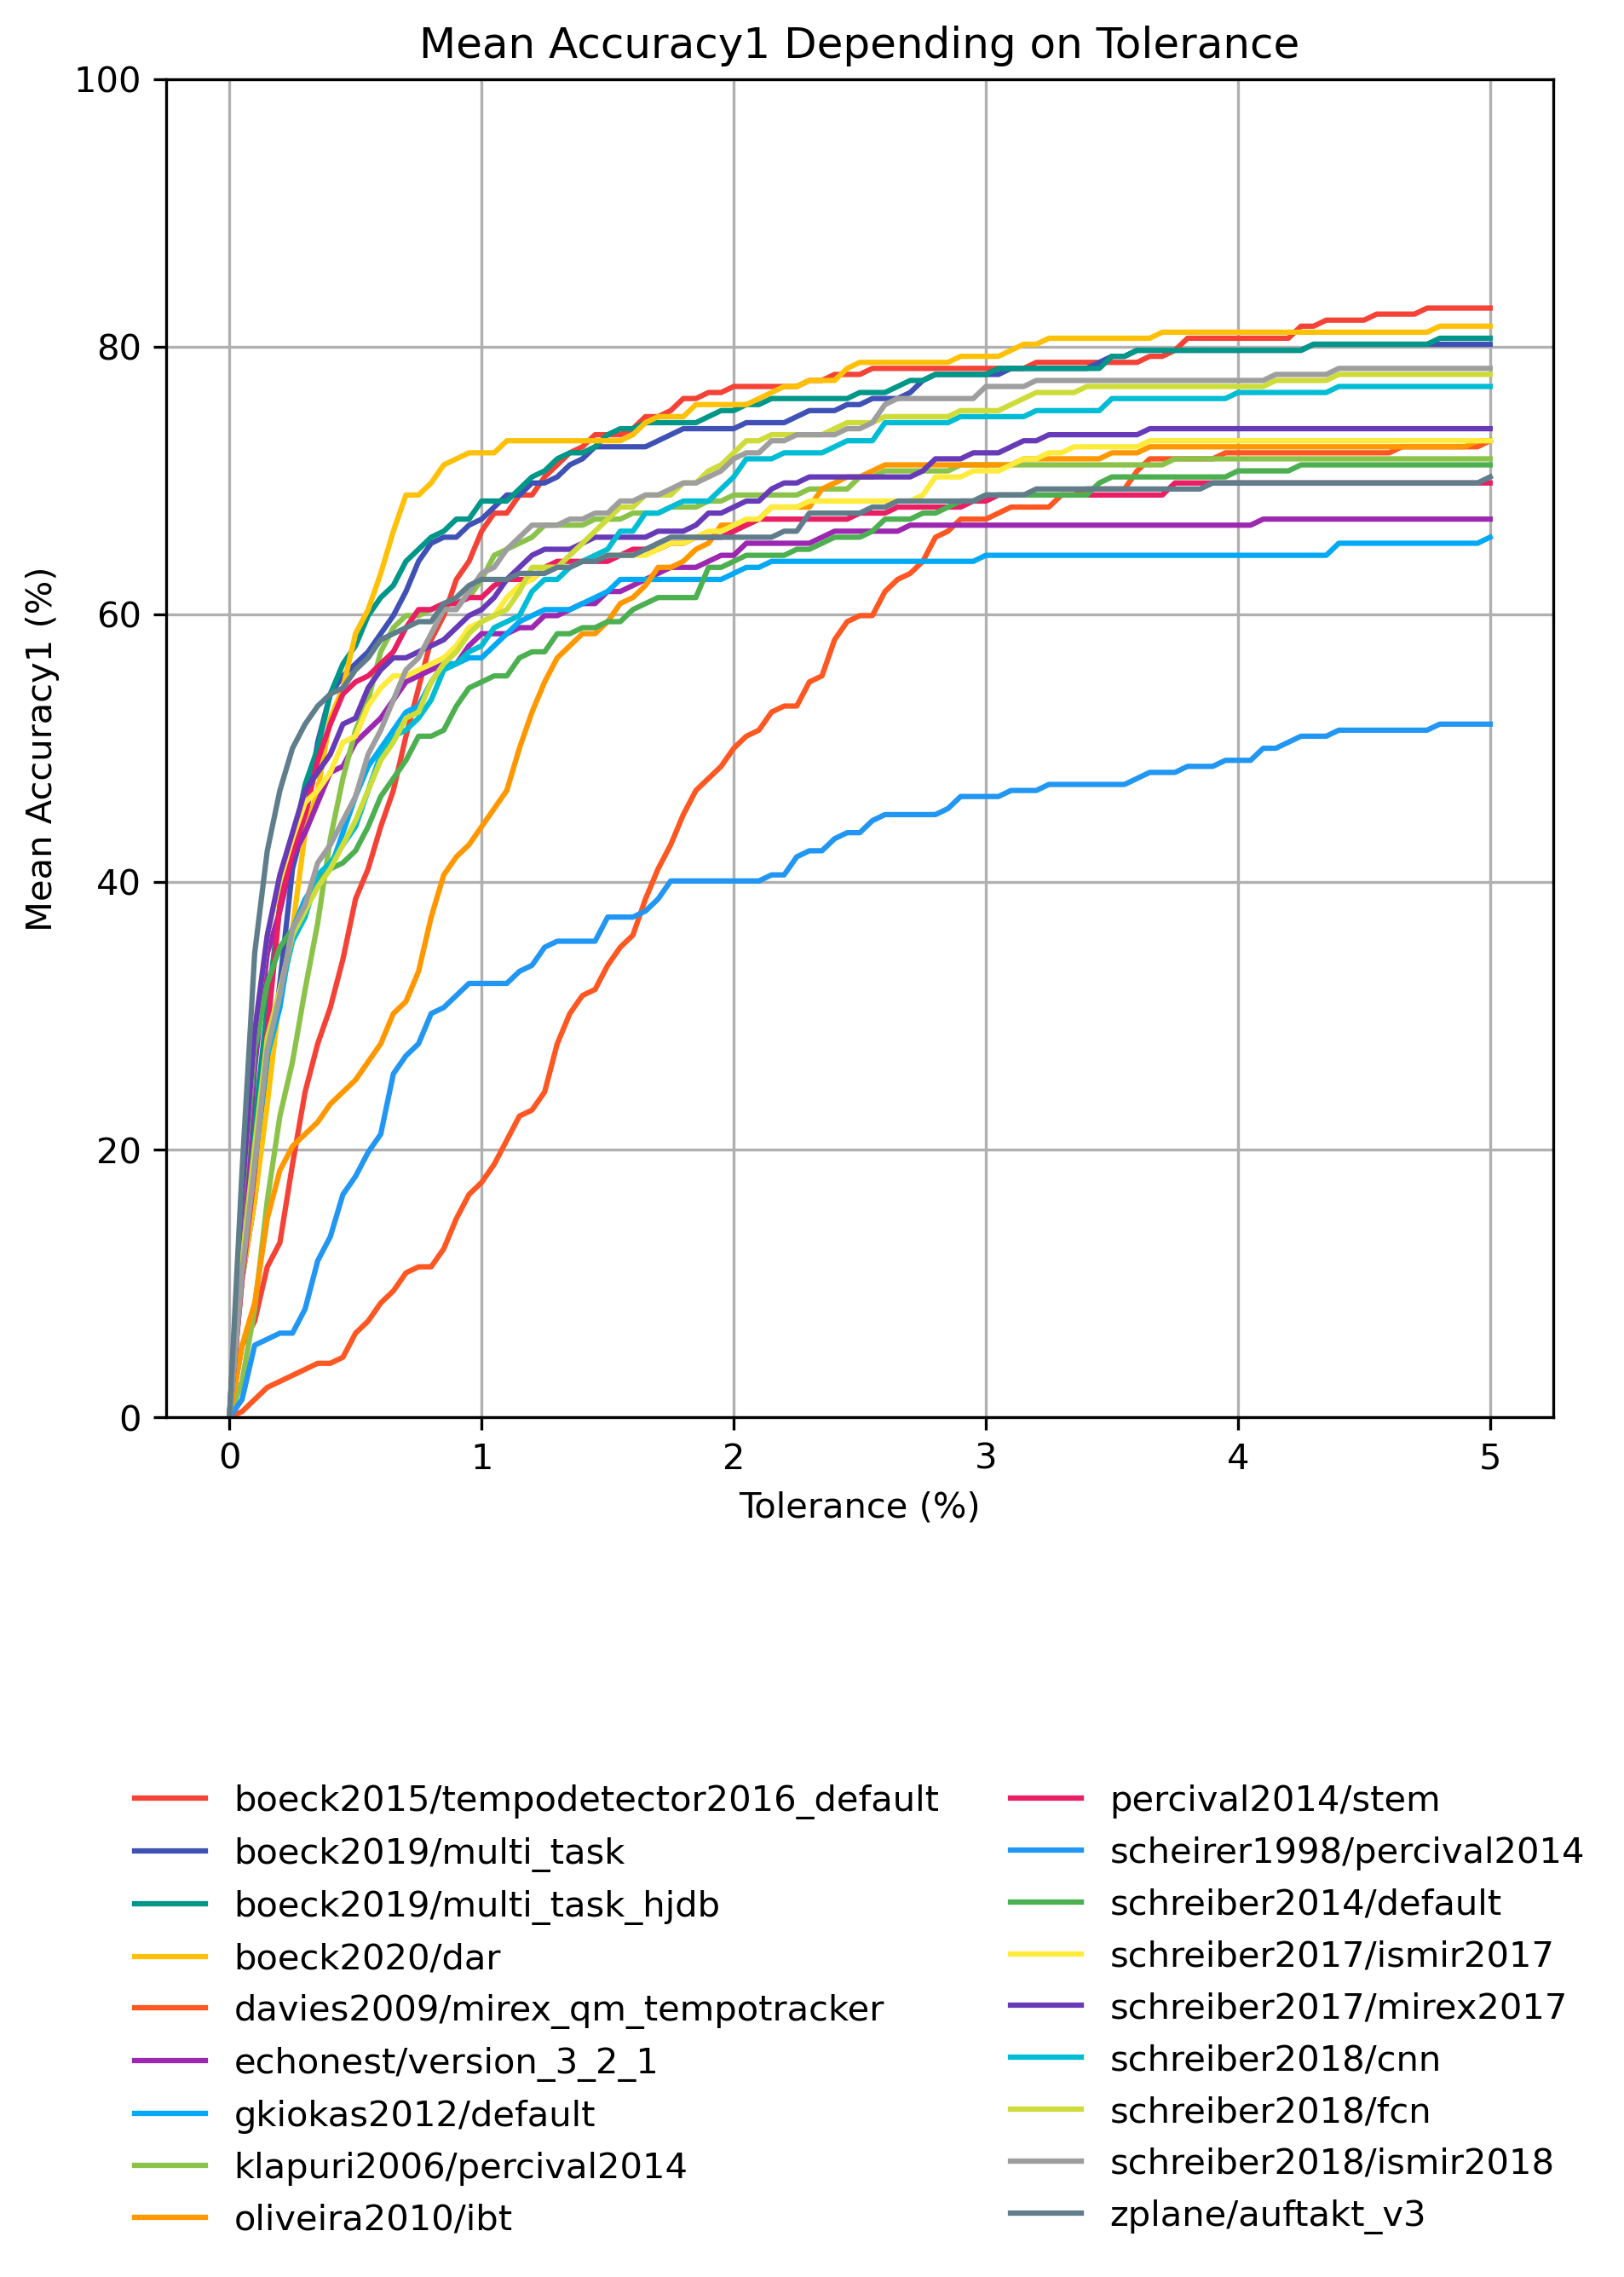 Mean Accuracy1 Depending on Tolerance
100
80
60
40
20
0
Mean Accuracy1 (%)
0 1 2 3 4 5
Tolerance (%)
boeck2015/tempodetector2016_default
boeck2019/multi_task
boeck2019/multi_task_hjdb
boeck2020/dar
davies2009/mirex_qm_tempotracker
echonest/version_3_2_1
gkiokas2012/default
klapuri2006/percival2014
oliveira2010/ibt
percival2014/stem
scheirer1998/percival2014
schreiber2014/default
schreiber2017/ismir2017
schreiber2017/mirex2017
schreiber2018/cnn
schreiber2018/fcn
schreiber2018/ismir2018
zplane/auftakt_v3